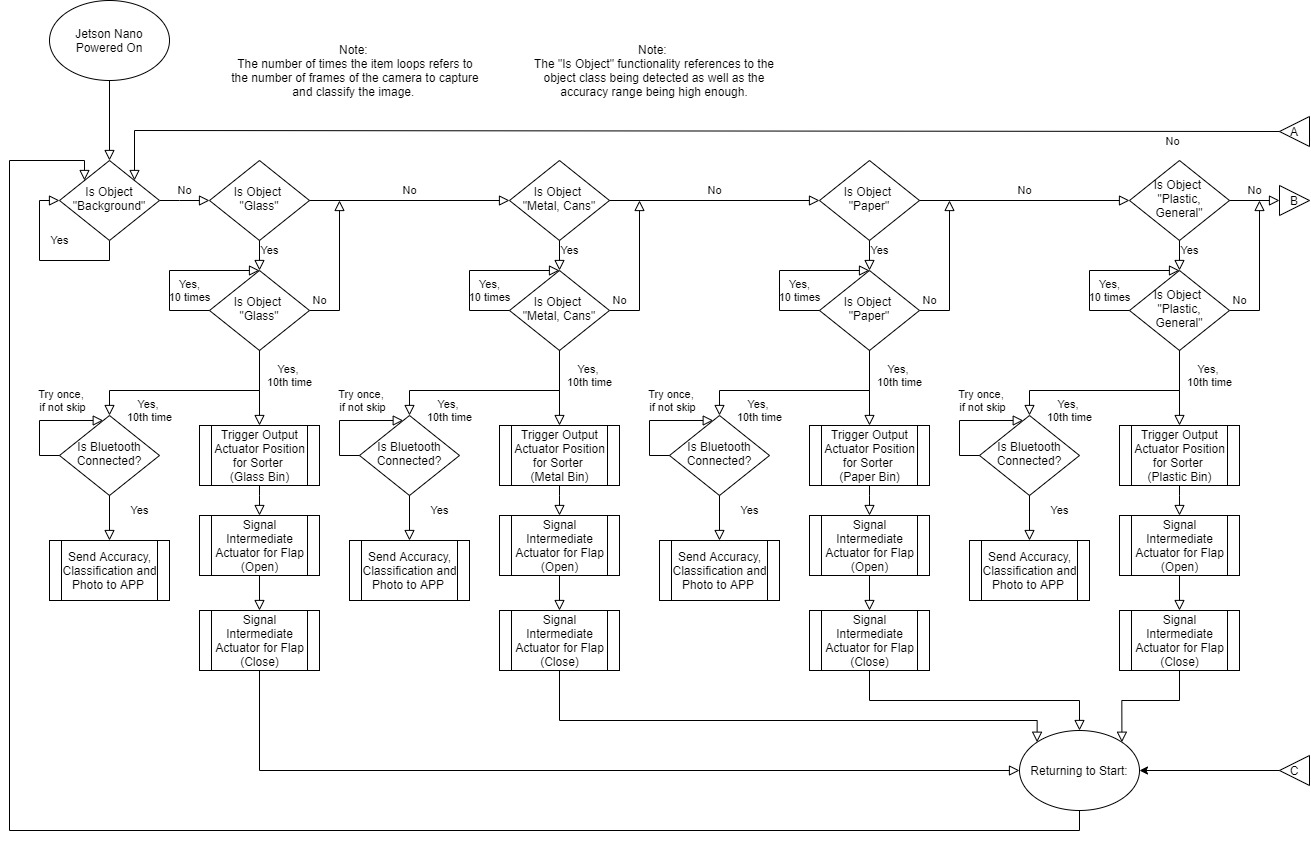 Jetson Nano
Powered On
Note:
The number of times the item loops refers to
the number of frames of the camera to capture
and classify the image.
Note:
The "Is Object" functionality references to the
object class being detected as well as the
accuracy range being high enough.
A
No
Is Object
"Background"
No
Is Object
"Glass"
No
Is Object
"Metal, Cans"
No
Is Object
"Paper"
No
Is Object
"Plastic,
General"
No
B
Yes
Yes
Yes
Yes
Yes
Yes,
10 times
Is Object
"Glass"
No
Yes,
10 times
Is Object
"Metal, Cans"
No
Yes,
10 times
Is Object
"Paper"
No
Yes,
10 times
Is Object
"Plastic,
General"
No
Yes,
10th time
Yes,
10th time
Yes,
10th time
Yes,
10th time
Try once,
if not skip
Yes,
10th time
Try once,
if not skip
Yes,
10th time
Try once,
if not skip
Yes,
10th time
Try once,
if not skip
Yes,
10th time
Is Bluetooth
Connected?
Trigger Output
Actuator Position
for Sorter
(Glass Bin)
Is Bluetooth
Connected?
Trigger Output
Actuator Position
for Sorter
(Metal Bin)
Is Bluetooth
Connected?
Trigger Output
Actuator Position
for Sorter
(Paper Bin)
Is Bluetooth
Connected?
Trigger Output
Actuator Position
for Sorter
(Plastic Bin)
Yes
Yes
Yes
Yes
Send Accuracy,
Classification and
Photo to APP
Signal
Intermediate
Actuator for Flap
(Open)
Send Accuracy,
Classification and
Photo to APP
Signal
Intermediate
Actuator for Flap
(Open)
Send Accuracy,
Classification and
Photo to APP
Signal
Intermediate
Actuator for Flap
(Open)
Send Accuracy,
Classification and
Photo to APP
Signal
Intermediate
Actuator for Flap
(Open)
Signal
Intermediate
Actuator for Flap
(Close)
Signal
Intermediate
Actuator for Flap
(Close)
Signal
Intermediate
Actuator for Flap
(Close)
Signal
Intermediate
Actuator for Flap
(Close)
Returning to Start:
C